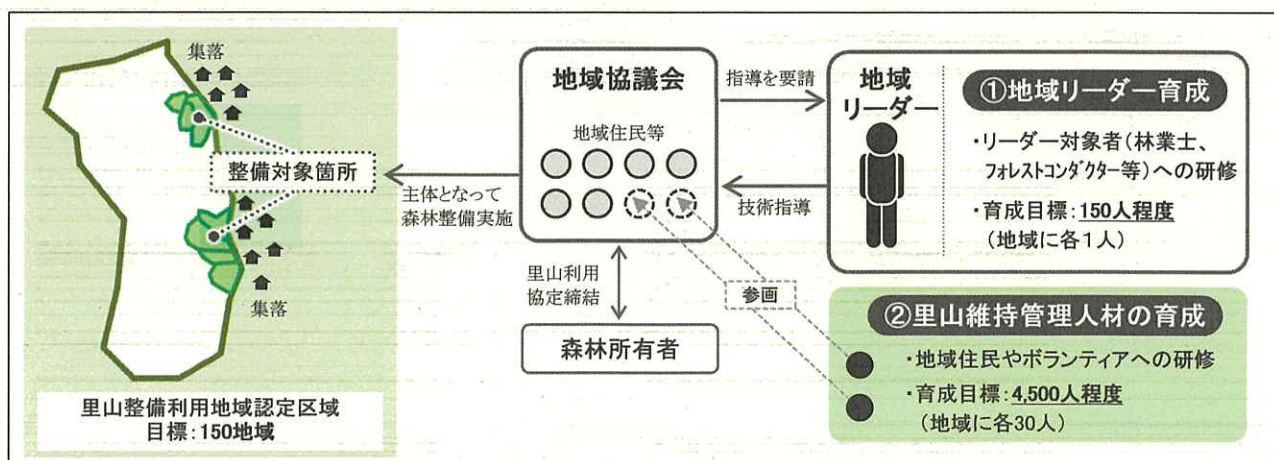 集落
整備対象箇所
集落
里山整備利用地域認定区域
目標：150地域
主体となって
森林整備実施
地域協議会
地域住民等
里山利用
協定締結
森林所有者
指導を要請
技術指導
参画
地域
リーダー
①地域リーダー育成
・リーダー対象者（林業士、
フォレストコンダクター等）への研修
・育成目標：150人程度
（地域に各1人）
②里山維持管理人材の育成
・地域住民やボランティアへの研修
・育成目標：4,500人程度
（地域に各30人）